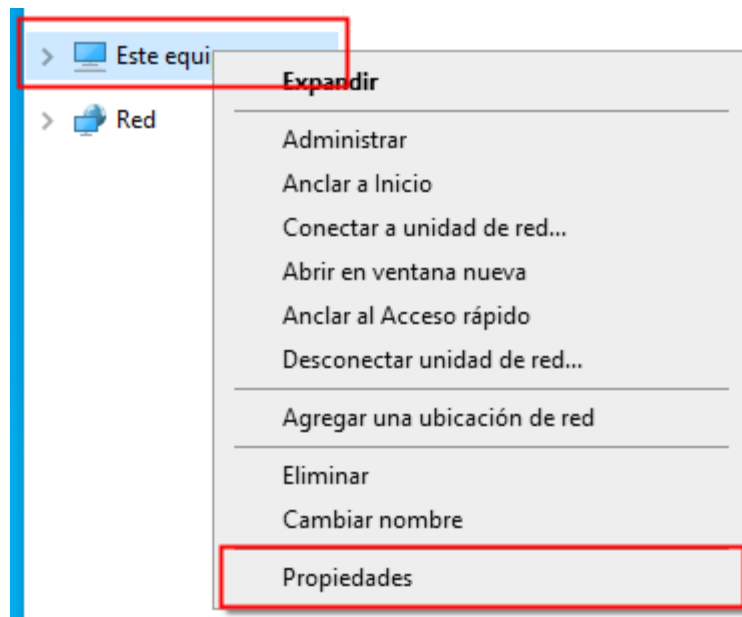 Este equi
Expandir
Red
Administrar
Anclar a Inicio
Conectar a unidad de red...
Abrir en ventana nueva
Anclar al Acceso rápido
Desconectar unidad de red...
Agregar una ubicación de red
Eliminar
Cambiar nombre
Propiedades